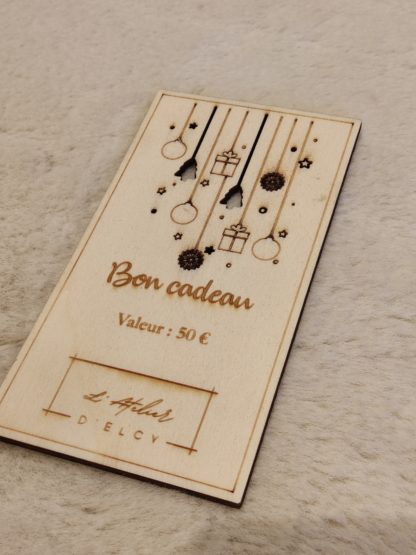 Bon cadeau
Valeur : 50 €
L'Atelier
D'ELCY